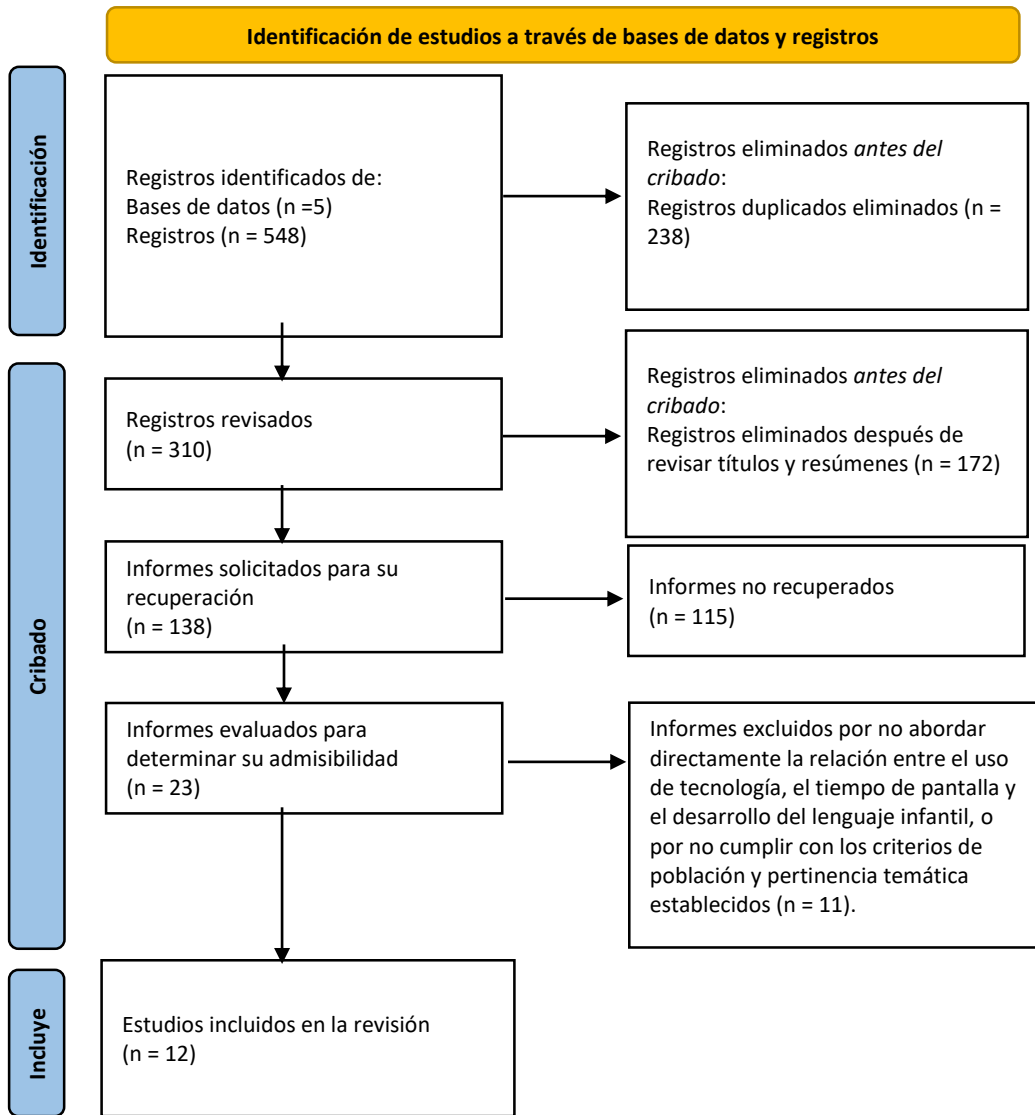 Identificación de estudios a través de bases de datos y registros
Identificación
Registros identificados de:
Bases de datos (n =5)
Registros (n = 548)
Registros eliminados antes del
cribado:
Registros duplicados eliminados (n =
238)
Cribado
Registros revisados
(n = 310)
Registros eliminados antes del
cribado:
Registros eliminados después de
revisar títulos y resúmenes (n = 172)
Informes solicitados para su
recuperación
(n = 138)
Informes no recuperados
(n = 115)
Informes evaluados para
determinar su admisibilidad
(n = 23)
Informes excluidos por no abordar
directamente la relación entre el uso
de tecnología, el tiempo de pantalla y
el desarrollo del lenguaje infantil, o
por no cumplir con los criterios de
población y pertinencia temática
establecidos (n = 11).
Incluye
Estudios incluidos en la revisión
(n = 12)